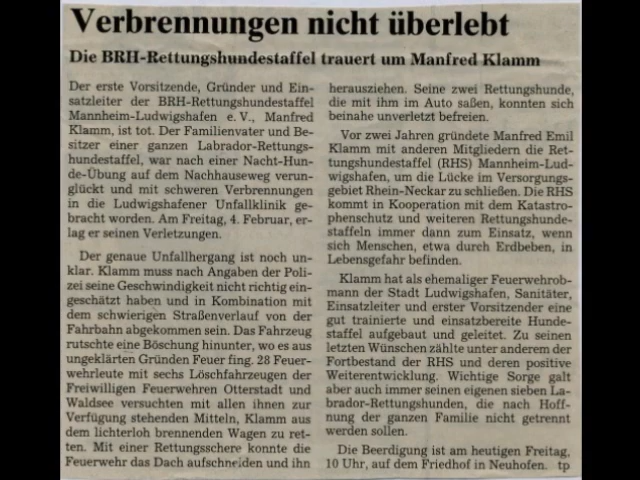 Verbrennungen nicht überlebt
Die BRH-Rettungshundestaffel trauert um Manfred Klamm
Der erste Vorsitzende, Gründer und Ein-
satzleiter der BRH-Rettungshundestaffel
Mannheim-Ludwigshafen e. V., Manfred
Klamm, ist tot. Der Familienvater und Be-
sitzer einer ganzen Labrador-Rettungs-
hundestaffel, war nach einer Nacht-Hun-
de-Übung auf dem Nachhauseweg verun-
glückt und mit schweren Verbrennungen
in die Ludwigshafener Unfallklinik ge-
bracht worden. Am Freitag, 4. Februar, er-
lag er seinen Verletzungen.
Der genaue Unfallhergang ist noch un-
klar. Klamm muss nach Angaben der Poli-
zei seine Geschwindigkeit nicht richtig ein-
geschätzt haben und in Kombination mit
dem schwierigen Straßenverlauf von der
Fahrbahn abgekommen sein. Das Fahrzeug
rutschte eine Böschung hinunter, wo es aus
ungeklärten Gründen Feuer fing. 28 Feuer-
wehrleute mit sechs Löschfahrzeugen der
Freiwilligen Feuerwehren Otterstadt und
Waldsee versuchten mit allen ihnen zur
Verfügung stehenden Mitteln, Klamm aus
dem lichterloh brennenden Wagen zu ret-
ten. Mit einer Rettungsschere konnte die
Feuerwehr das Dach aufschneiden und ihn
herausziehen. Seine zwei Rettungshunde,
die mit ihm im Auto saßen, konnten sich
beinahe unverletzt befreien.
Vor zwei Jahren gründete Manfred Emil
Klamm mit anderen Mitgliedern die Ret-
tungshundestaffel (RHS) Mannheim-Lud-
wigshafen, um die Lücke im Versorgungs-
gebiet Rhein-Neckar zu schließen. Die RHS
kommt in Kooperation mit dem Katastro-
phenschutz und weiteren Rettungshunde-
staffeln immer dann zum Einsatz, wenn
sich Menschen, etwa durch Erdbeben, in
Lebensgefahr befinden.
Klamm hat als ehemaliger Feuerwehrob-
mann der Stadt Ludwigshafen, Sanitäter,
Einsatzleiter und erster Vorsitzender eine
gut trainierte und einsatzbereite Hunde-
staffel aufgebaut und geleitet. Zu seinen
letzten Wünschen zählte unter anderem der
Fortbestand der RHS und deren positive
Weiterentwicklung. Wichtige Sorge galt
aber auch immer seinen eigenen sieben La-
brador-Rettungshunden, die nach Hoff-
nung der ganzen Familie nicht getrennt
werden sollen.
Die Beerdigung ist am heutigen Freitag,
10 Uhr, auf dem Friedhof in Neuhofen. tp